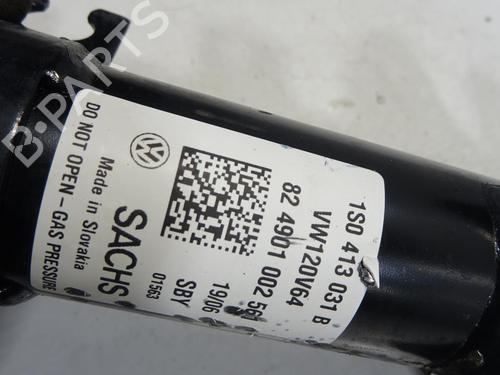 1S0 413 031 B
VW120V64
82 4901 002 561
19/06
SBY
01563
SACHS
Made in Slovakia
DO NOT OPEN - GAS PRESSURE
B-PARTS